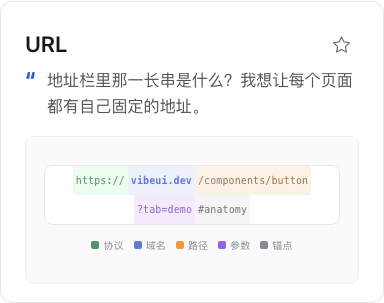 URL
“ 地址栏里那一长串是什么？我想让每个页面
都有自己固定的地址。
https:// vibeui.dev /components/button
?tab=demo #anatomy
协议 域名 路径 参数 锚点